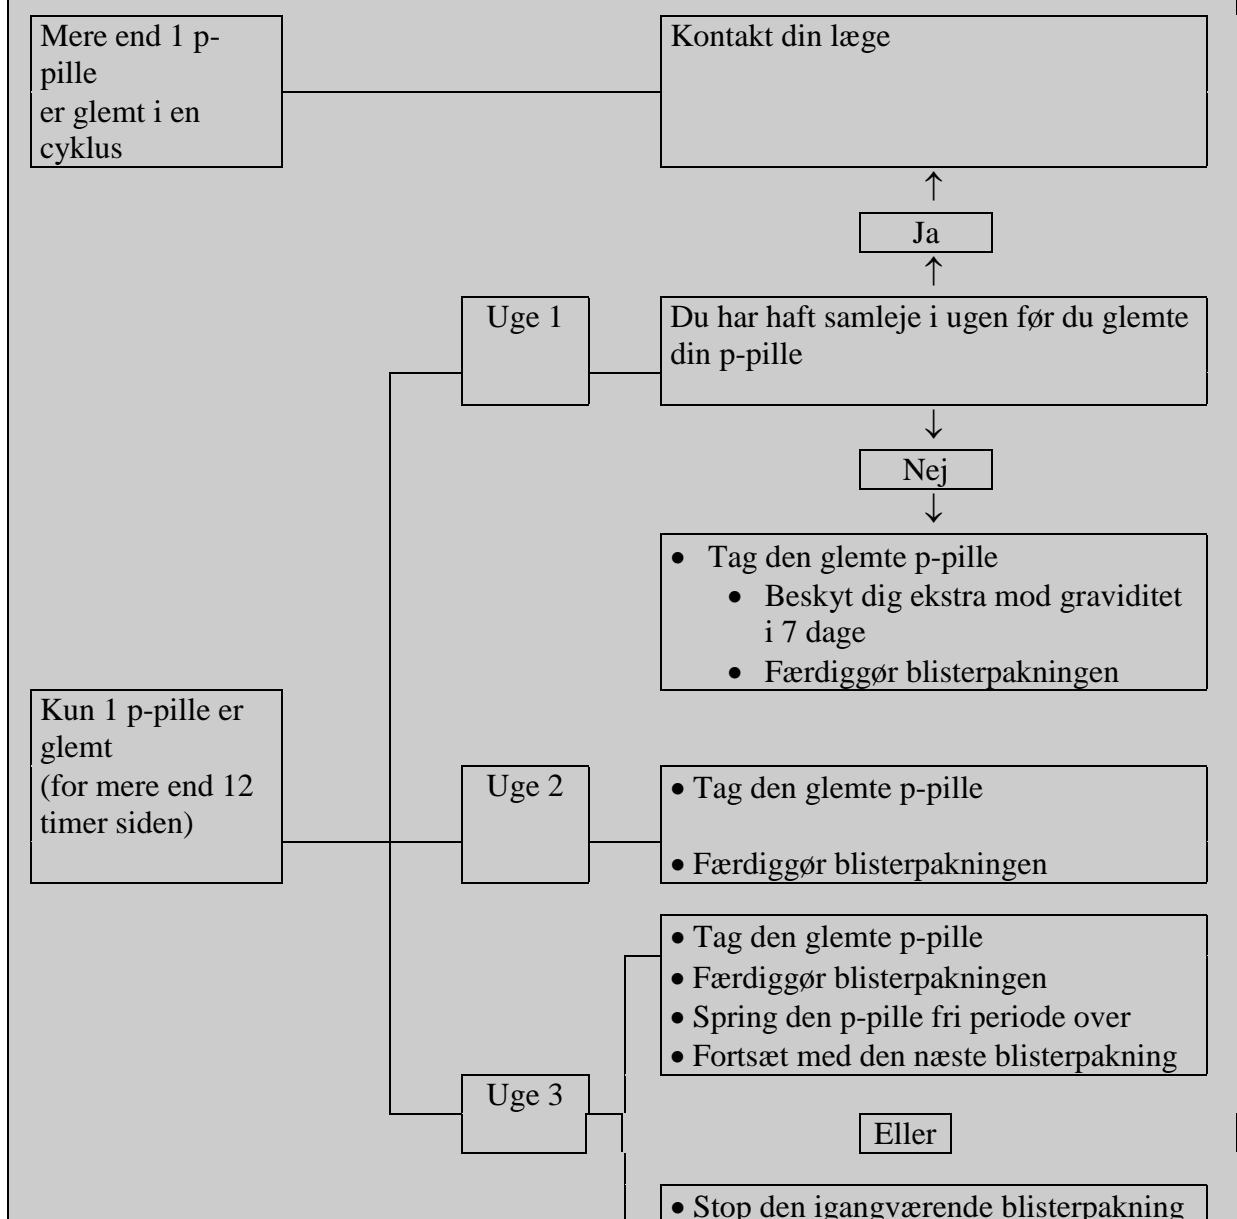 Mere end 1 p-
pille
er glemt i en
cyklus
Kontakt din læge
↑
Ja
↑
Uge 1
Du har haft samleje i ugen før du glemte
din p-pille
↓
Nej
↓
• Tag den glemte p-pille
• Beskyt dig ekstra mod graviditet
i 7 dage
• Færdiggør blisterpakningen
Kun 1 p-pille er
glemt
(for mere end 12
timer siden)
Uge 2
• Tag den glemte p-pille
• Færdiggør blisterpakningen
• Tag den glemte p-pille
• Færdiggør blisterpakningen
• Spring den p-pille fri periode over
• Fortsæt med den næste blisterpakning
Uge 3
Eller
• Stop den igangværende blisterpakning